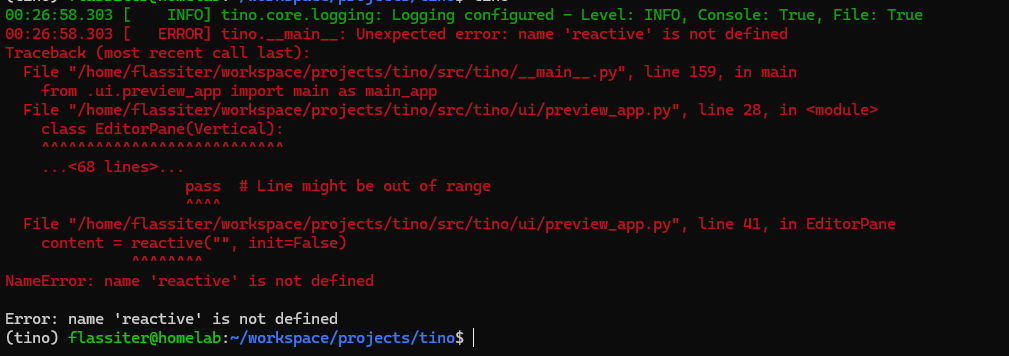 00:26:58.303 [    INFO] tino.core.logging: Logging configured - Level: INFO, Console: True, File: True
00:26:58.303 [   ERROR] tino.__main__: Unexpected error: name 'reactive' is not defined
Traceback (most recent call last):
  File "/home/flassiter/workspace/projects/tino/src/tino/__main__.py", line 159, in main
    from .ui.preview_app import main as main_app
  File "/home/flassiter/workspace/projects/tino/src/tino/ui/preview_app.py", line 28, in <module>
    class EditorPane(Vertical):
    ^^^^^^^^^^^^^^^^^^^^^^^^^^^
    ...<68 lines>...
                    pass  # Line might be out of range
                    ^^^^
  File "/home/flassiter/workspace/projects/tino/src/tino/ui/preview_app.py", line 41, in EditorPane
    content = reactive("", init=False)
              ^^^^^^^^
NameError: name 'reactive' is not defined

Error: name 'reactive' is not defined
(tino) flassiter@homelab:~/workspace/projects/tino$